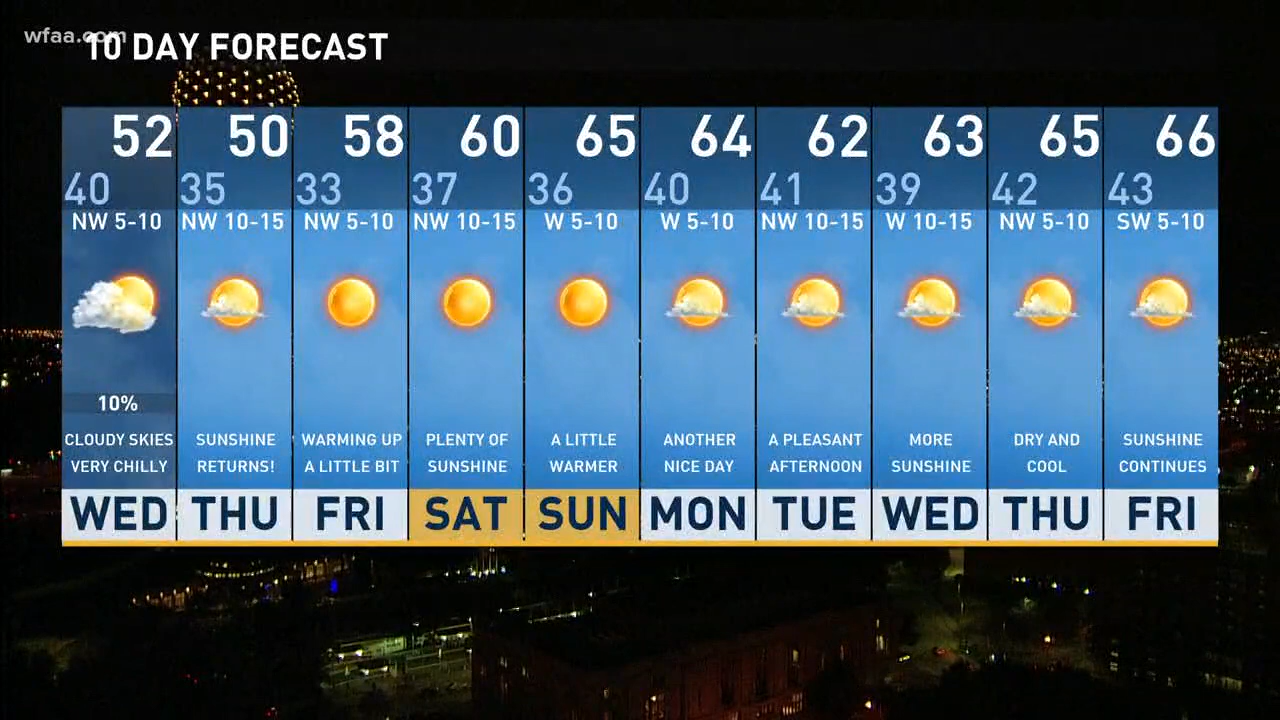 wfaa.com
10 DAY FORECAST
52 50 58 60 65 64 62 63 65 66
40 35 33 37 36 40 41 39 42 43
NW 5-10 NW 10-15 NW 5-10 NW 10-15 W 5-10 W 5-10 NW 10-15 W 10-15 NW 5-10 SW 5-10
10%
CLOUDY SKIES SUNSHINE WARMING UP PLENTY OF A LITTLE ANOTHER A PLEASANT MORE DRY AND SUNSHINE
VERY CHILLY RETURNS! A LITTLE BIT SUNSHINE WARMER NICE DAY AFTERNOON SUNSHINE COOL CONTINUES
WED THU FRI SAT SUN MON TUE WED THU FRI